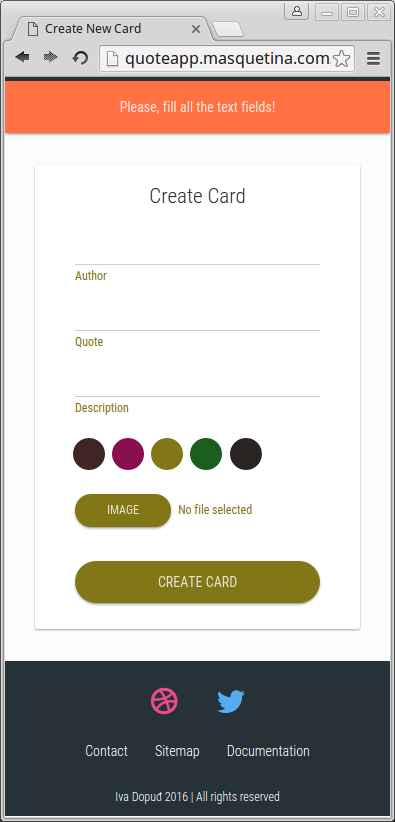 Create New Card
quoteapp.masquetina.com
Please, fill all the text fields!
Create Card
Author
Quote
Description
IMAGE No file selected
CREATE CARD
Contact Sitemap Documentation
Iva Dopuđ 2016 | All rights reserved